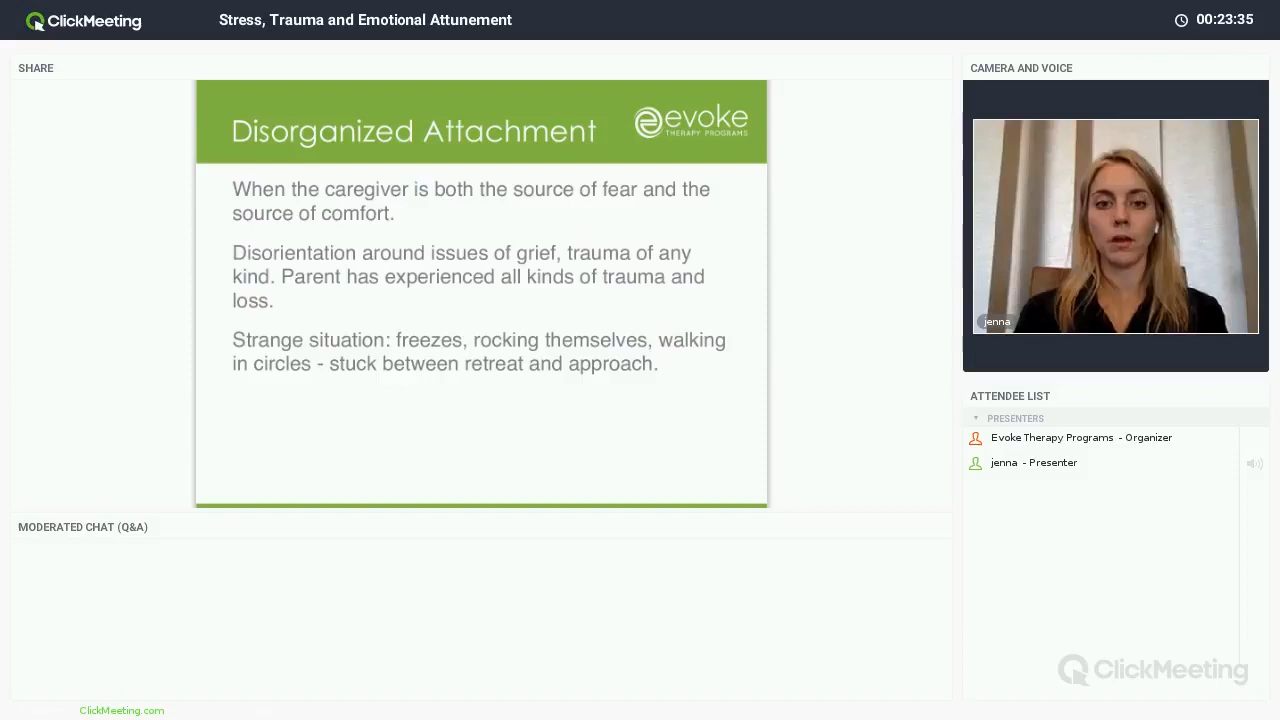 ClickMeeting
Stress, Trauma and Emotional Attunement
00:23:35
SHARE
Disorganized Attachment
evoke
THERAPY PROGRAMS
When the caregiver is both the source of fear and the
source of comfort.
Disorientation around issues of grief, trauma of any
kind. Parent has experienced all kinds of trauma and
loss.
Strange situation: freezes, rocking themselves, walking
in circles - stuck between retreat and approach.
MODERATED CHAT (Q&A)
CAMERA AND VOICE
jenna
ATTENDEE LIST
PRESENTERS
Evoke Therapy Programs - Organizer
jenna - Presenter
ClickMeeting
ClickMeeting.com